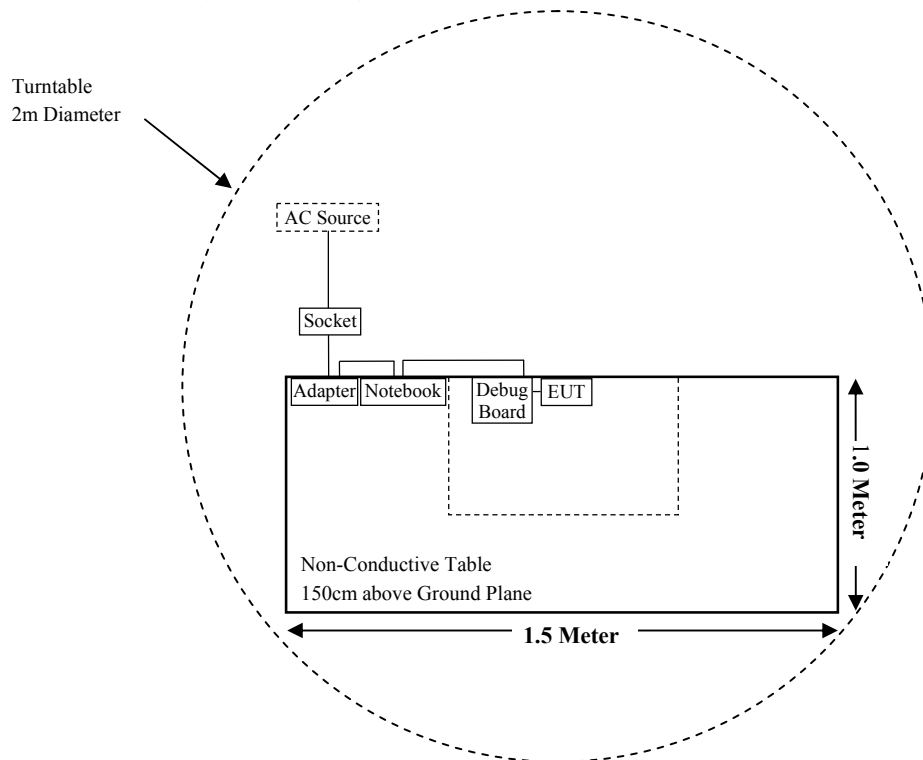 Turntable
2m Diameter
AC Source
Socket
Adapter
Notebook
Debug
Board
EUT
1.0 Meter
Non-Conductive Table
150cm above Ground Plane
1.5 Meter